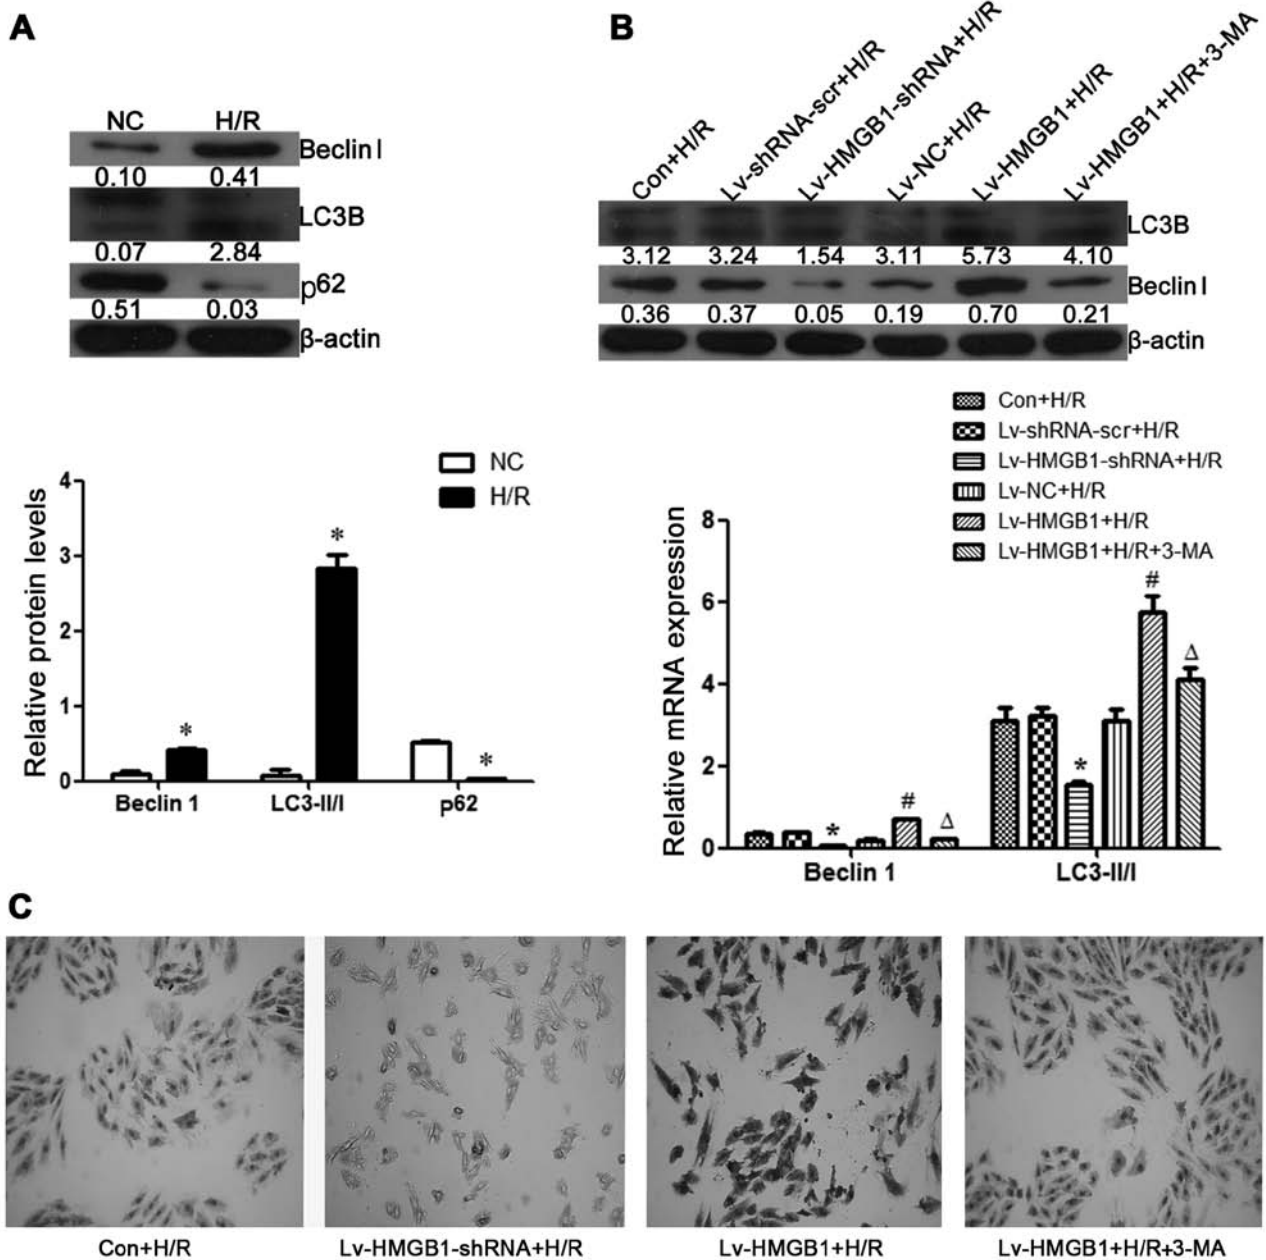 A
NC H/R
Beclin I
0.10 0.41
LC3B
0.07 2.84
p62
0.51 0.03
β-actin
Relative protein levels
4
3
2
1
0
NC
H/R
*
*
*
Beclin 1 LC3-II/I p62
B
Con+H/R
Lv-shRNA-scr+H/R
Lv-HMGB1-shRNA+H/R
Lv-NC+H/R
Lv-HMGB1+H/R
Lv-HMGB1+H/R+3-MA
LC3B
3.12 3.24 1.54 3.11 5.73 4.10
Beclin I
0.36 0.37 0.05 0.19 0.70 0.21
β-actin
Con+H/R
Lv-shRNA-scr+H/R
Lv-HMGB1-shRNA+H/R
Lv-NC+H/R
Lv-HMGB1+H/R
Lv-HMGB1+H/R+3-MA
Relative mRNA expression
8
6
4
2
0
* # Δ
* # Δ
Beclin 1 LC3-II/I
C
Con+H/R Lv-HMGB1-shRNA+H/R Lv-HMGB1+H/R Lv-HMGB1+H/R+3-MA